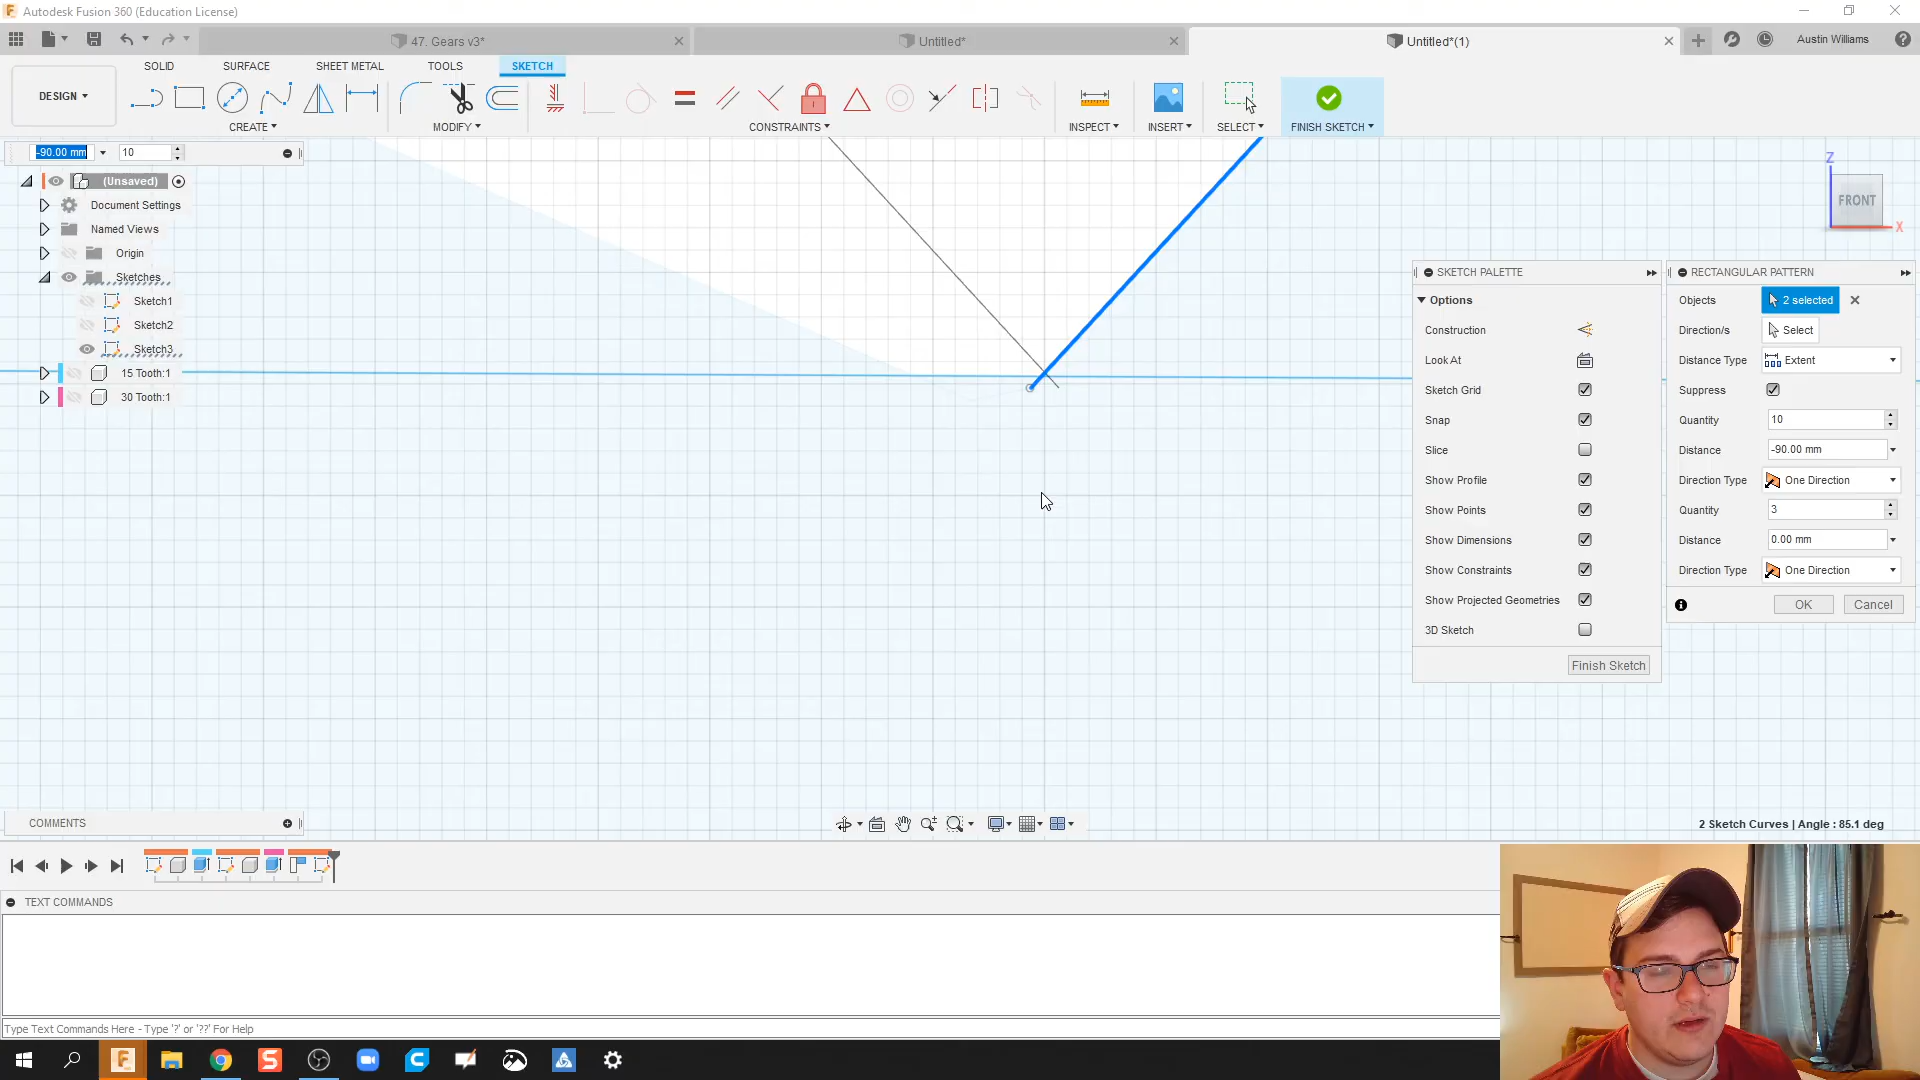 Autodesk Fusion 360 (Education License)
47. Gears v3*
Untitled*
Untitled*(1)
Austin Williams
SOLID
SURFACE
SHEET METAL
TOOLS
SKETCH
DESIGN
CREATE
MODIFY
CONSTRAINTS
INSPECT
INSERT
SELECT
FINISH SKETCH
-90.00 mm
10
(Unsaved)
Document Settings
Named Views
Origin
Sketches
Sketch1
Sketch2
Sketch3
15 Tooth:1
30 Tooth:1
Z
FRONT
X
SKETCH PALETTE
Options
Construction
Look At
Sketch Grid
Snap
Slice
Show Profile
Show Points
Show Dimensions
Show Constraints
Show Projected Geometries
3D Sketch
Finish Sketch
RECTANGULAR PATTERN
Objects 2 selected
Direction/s Select
Distance Type Extent
Suppress
Quantity 10
Distance -90.00 mm
Direction Type One Direction
Quantity 3
Distance 0.00 mm
Direction Type One Direction
OK Cancel
COMMENTS
2 Sketch Curves | Angle : 85.1 deg
TEXT COMMANDS
Type Text Commands Here - Type '?' or '??' For Help